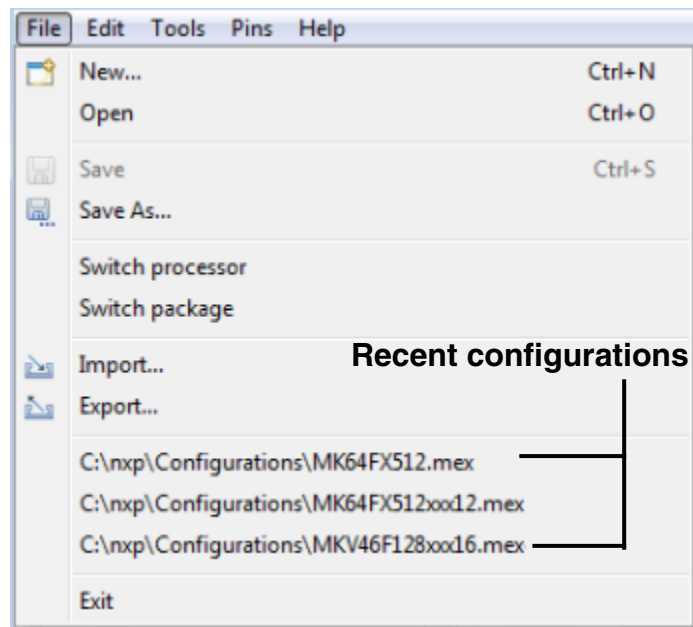 File Edit Tools Pins Help
New... Ctrl+N
Open Ctrl+O
Save Ctrl+S
Save As...
Switch processor
Switch package
Recent configurations
Import...
Export...
C:\nxp\Configurations\MK64FX512.mex
C:\nxp\Configurations\MK64FX512xxx12.mex
C:\nxp\Configurations\MKV46F128xxx16.mex
Exit